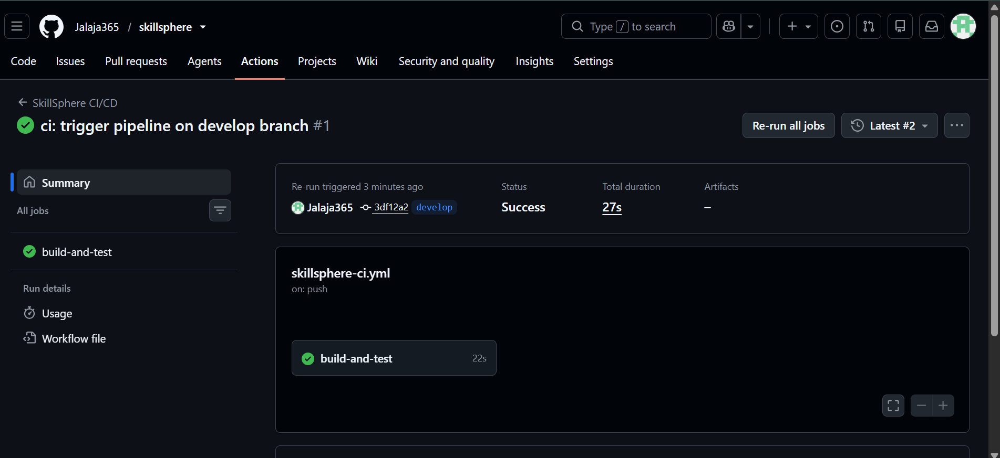 Jalaja365 / skillsphere
Type / to search
Code Issues Pull requests Agents Actions Projects Wiki Security and quality Insights Settings
SkillSphere CI/CD
ci: trigger pipeline on develop branch #1
Re-run all jobs
Latest #2
Summary
All jobs
build-and-test
Run details
Usage
Workflow file
Re-run triggered 3 minutes ago
Jalaja365 3df12a2 develop
Status
Success
Total duration
27s
Artifacts
–
skillsphere-ci.yml
on: push
build-and-test 22s